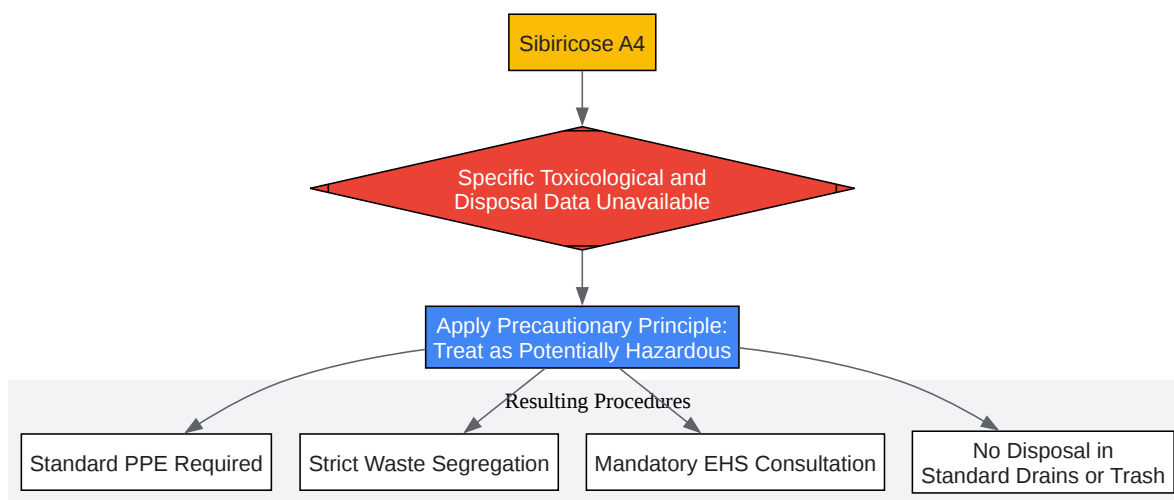 Sibiricose A4
Specific Toxicological and
Disposal Data Unavailable
Apply Precautionary Principle:
Treat as Potentially Hazardous
Resulting Procedures
Standard PPE Required
Strict Waste Segregation
Mandatory EHS Consultation
No Disposal in
Standard Drains or Trash